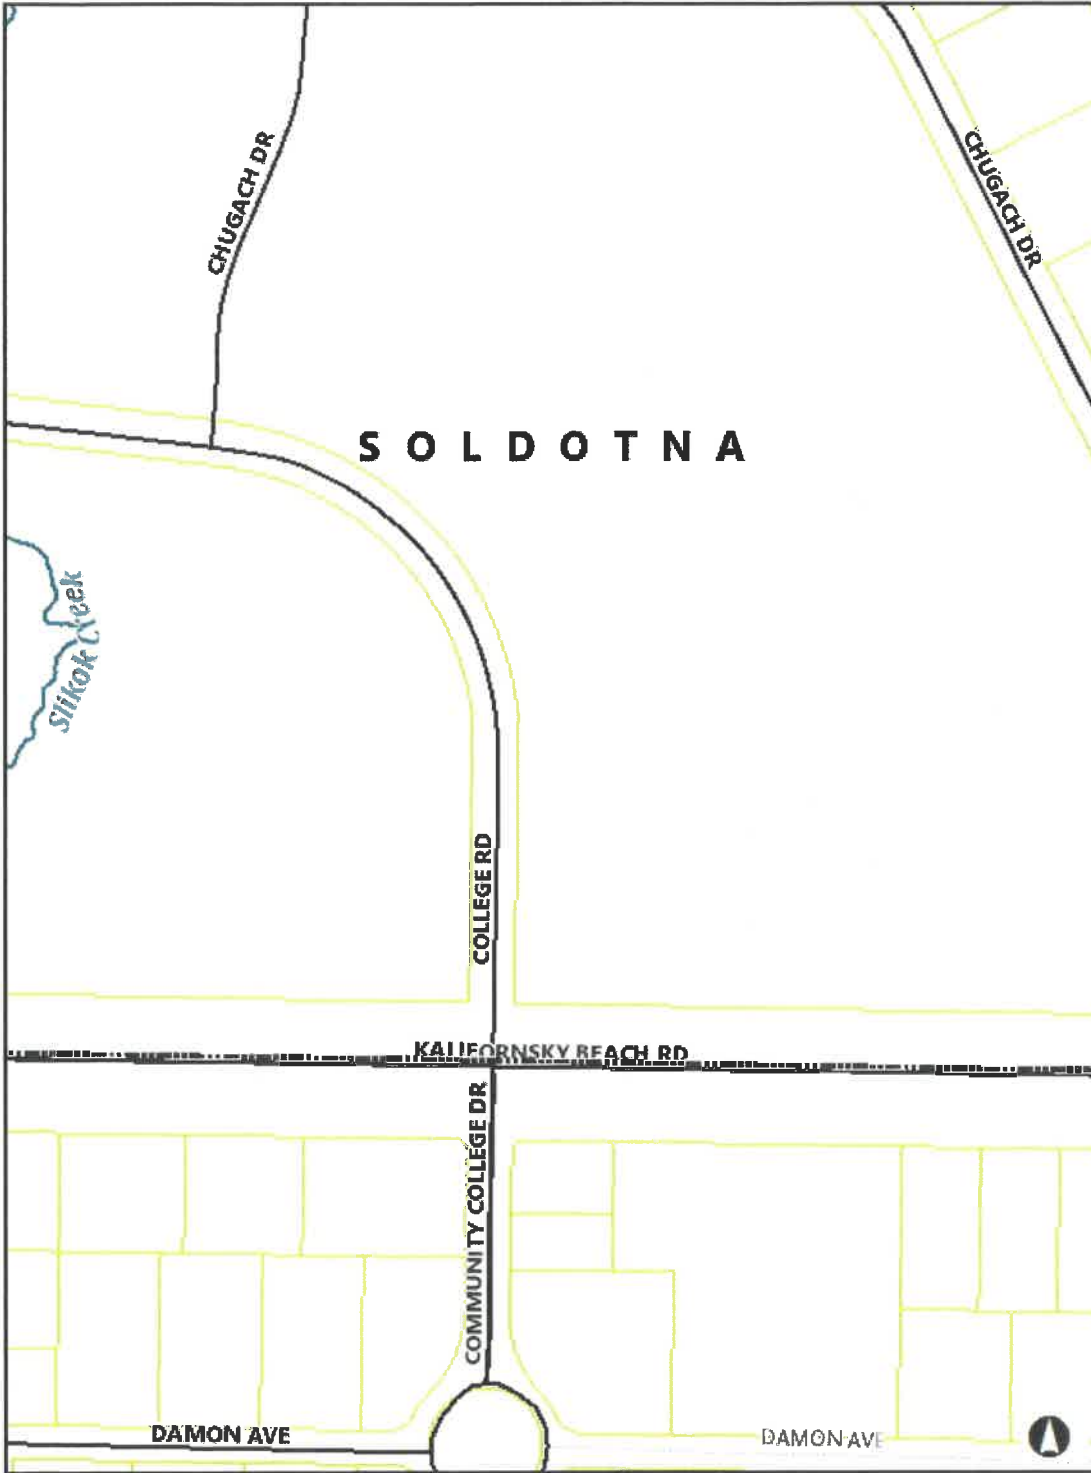 CHUGACH DR
CHUGACH DR
SOLDOTNA
Slikok Creek
COLLEGE RD
KALIFORNSKY BEACH RD
COMMUNITY COLLEGE DR
DAMON AVE
DAMON AVE